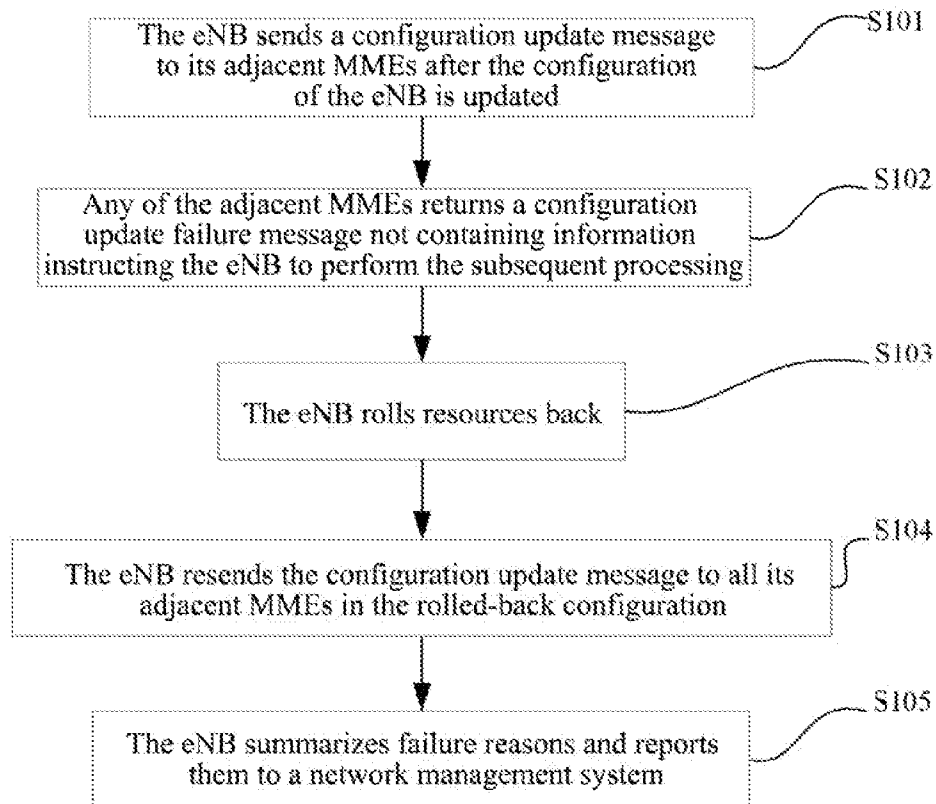 The eNB sends a configuration update message
to its adjacent MMEs after the configuration
of the eNB is updated
S101
Any of the adjacent MMEs returns a configuration
update failure message not containing information
instructing the eNB to perform the subsequent processing
S102
The eNB rolls resources back
S103
The eNB resends the configuration update message to all its
adjacent MMEs in the rolled-back configuration
S104
The eNB summarizes failure reasons and reports
them to a network management system
S105